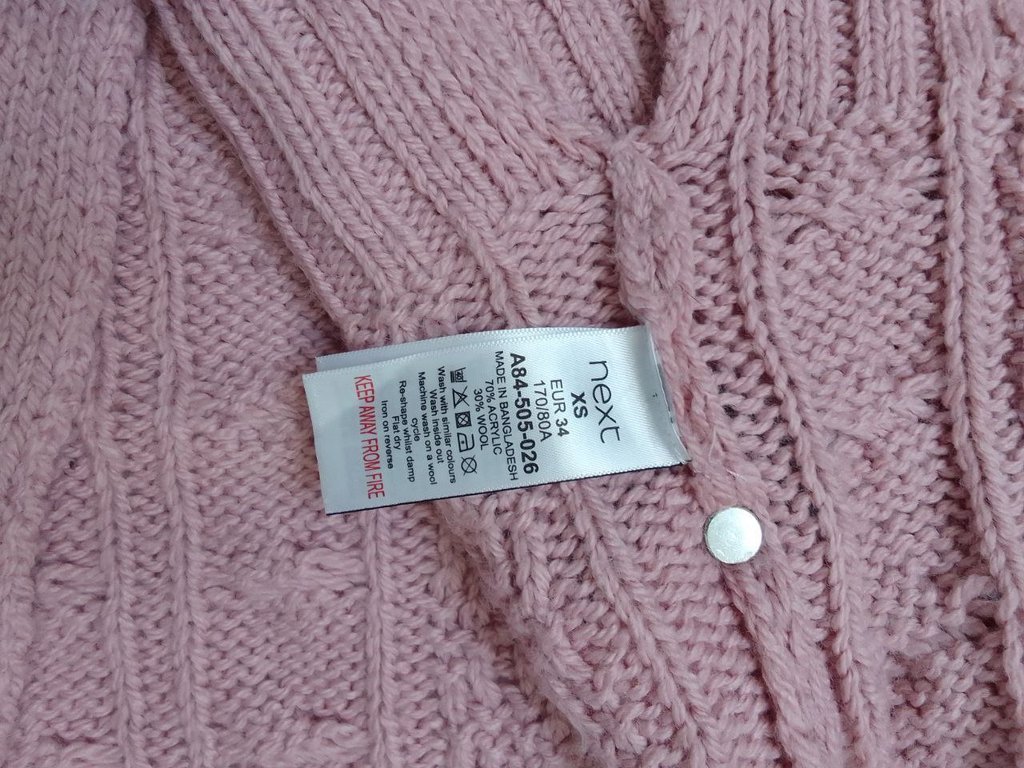 next
XS
EUR 34
170/80A
A84-505-026
MADE IN BANGLADESH
70% ACRYLIC
30% WOOL
Wash with similar colours
Wash inside out
Machine wash on a wool
cycle
Re-shape whilst damp
Flat dry
Iron on reverse
KEEP AWAY FROM FIRE